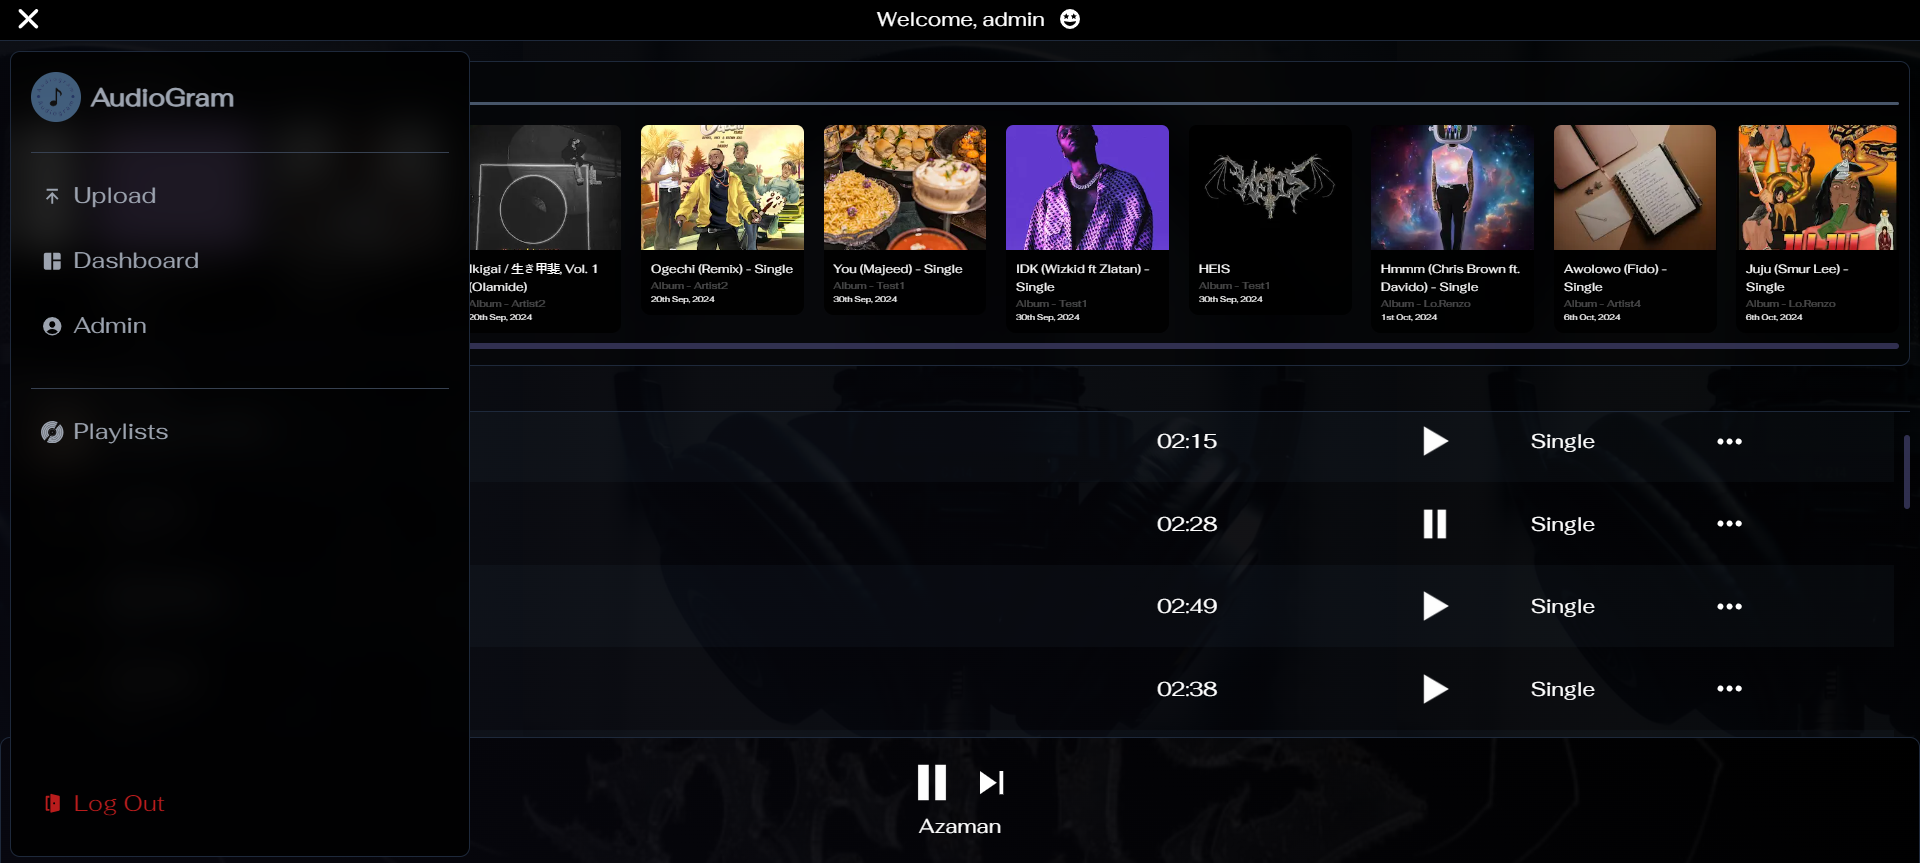 Welcome, admin
AudioGram
Upload
Dashboard
Admin
Playlists
Log Out
Ikigai / 生き甲斐, Vol. 1
(Olamide)
Album - Artist2
20th Sep, 2024
Ogechi (Remix) - Single
Album - Artist2
20th Sep, 2024
You (Majeed) - Single
Album - Test1
30th Sep, 2024
IDK (Wizkid ft Zlatan) -
Single
Album - Test1
30th Sep, 2024
HEIS
HEIS
Album - Test1
30th Sep, 2024
Hmmm (Chris Brown ft.
Davido) - Single
Album - Lo.Renzo
1st Oct, 2024
Awolowo (Fido) -
Single
Album - Artist4
6th Oct, 2024
Juju (Smur Lee) -
Single
Album - Lo.Renzo
6th Oct, 2024
02:15 Single
02:28 Single
02:49 Single
02:38 Single
Azaman